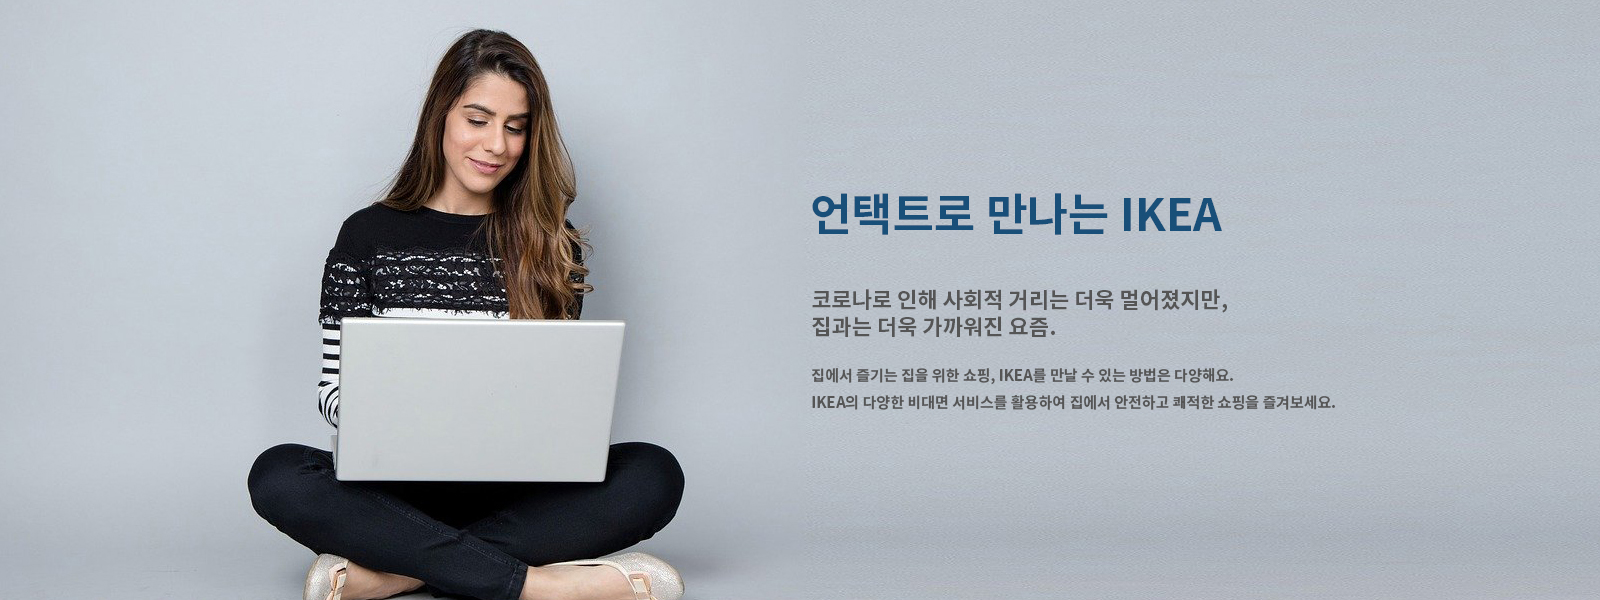 언택트로 만나는 IKEA
코로나로 인해 사회적 거리는 더욱 멀어졌지만,
집과는 더욱 가까워진 요즘.
집에서 즐기는 집을 위한 쇼핑, IKEA를 만날 수 있는 방법은 다양해요.
IKEA의 다양한 비대면 서비스를 활용하여 집에서 안전하고 쾌적한 쇼핑을 즐겨보세요.